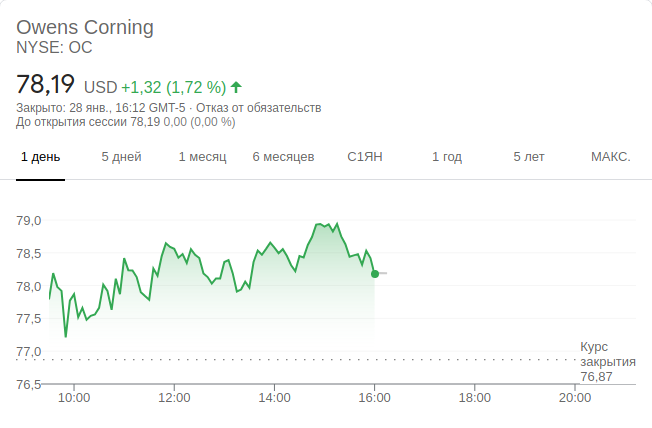 Owens Corning
NYSE: OC
78,19 USD +1,32 (1,72 %)
Закрыто: 28 янв., 16:12 GMT-5 · Отказ от обязательств
До открытия сессии 78,19 0,00 (0,00 %)
1 день 5 дней 1 месяц 6 месяцев С1ЯН 1 год 5 лет МАКС.
79,0
78,5
78,0
77,5
77,0
Курс
закрытия
76,87
76,5
10:00 12:00 14:00 16:00 18:00 20:00